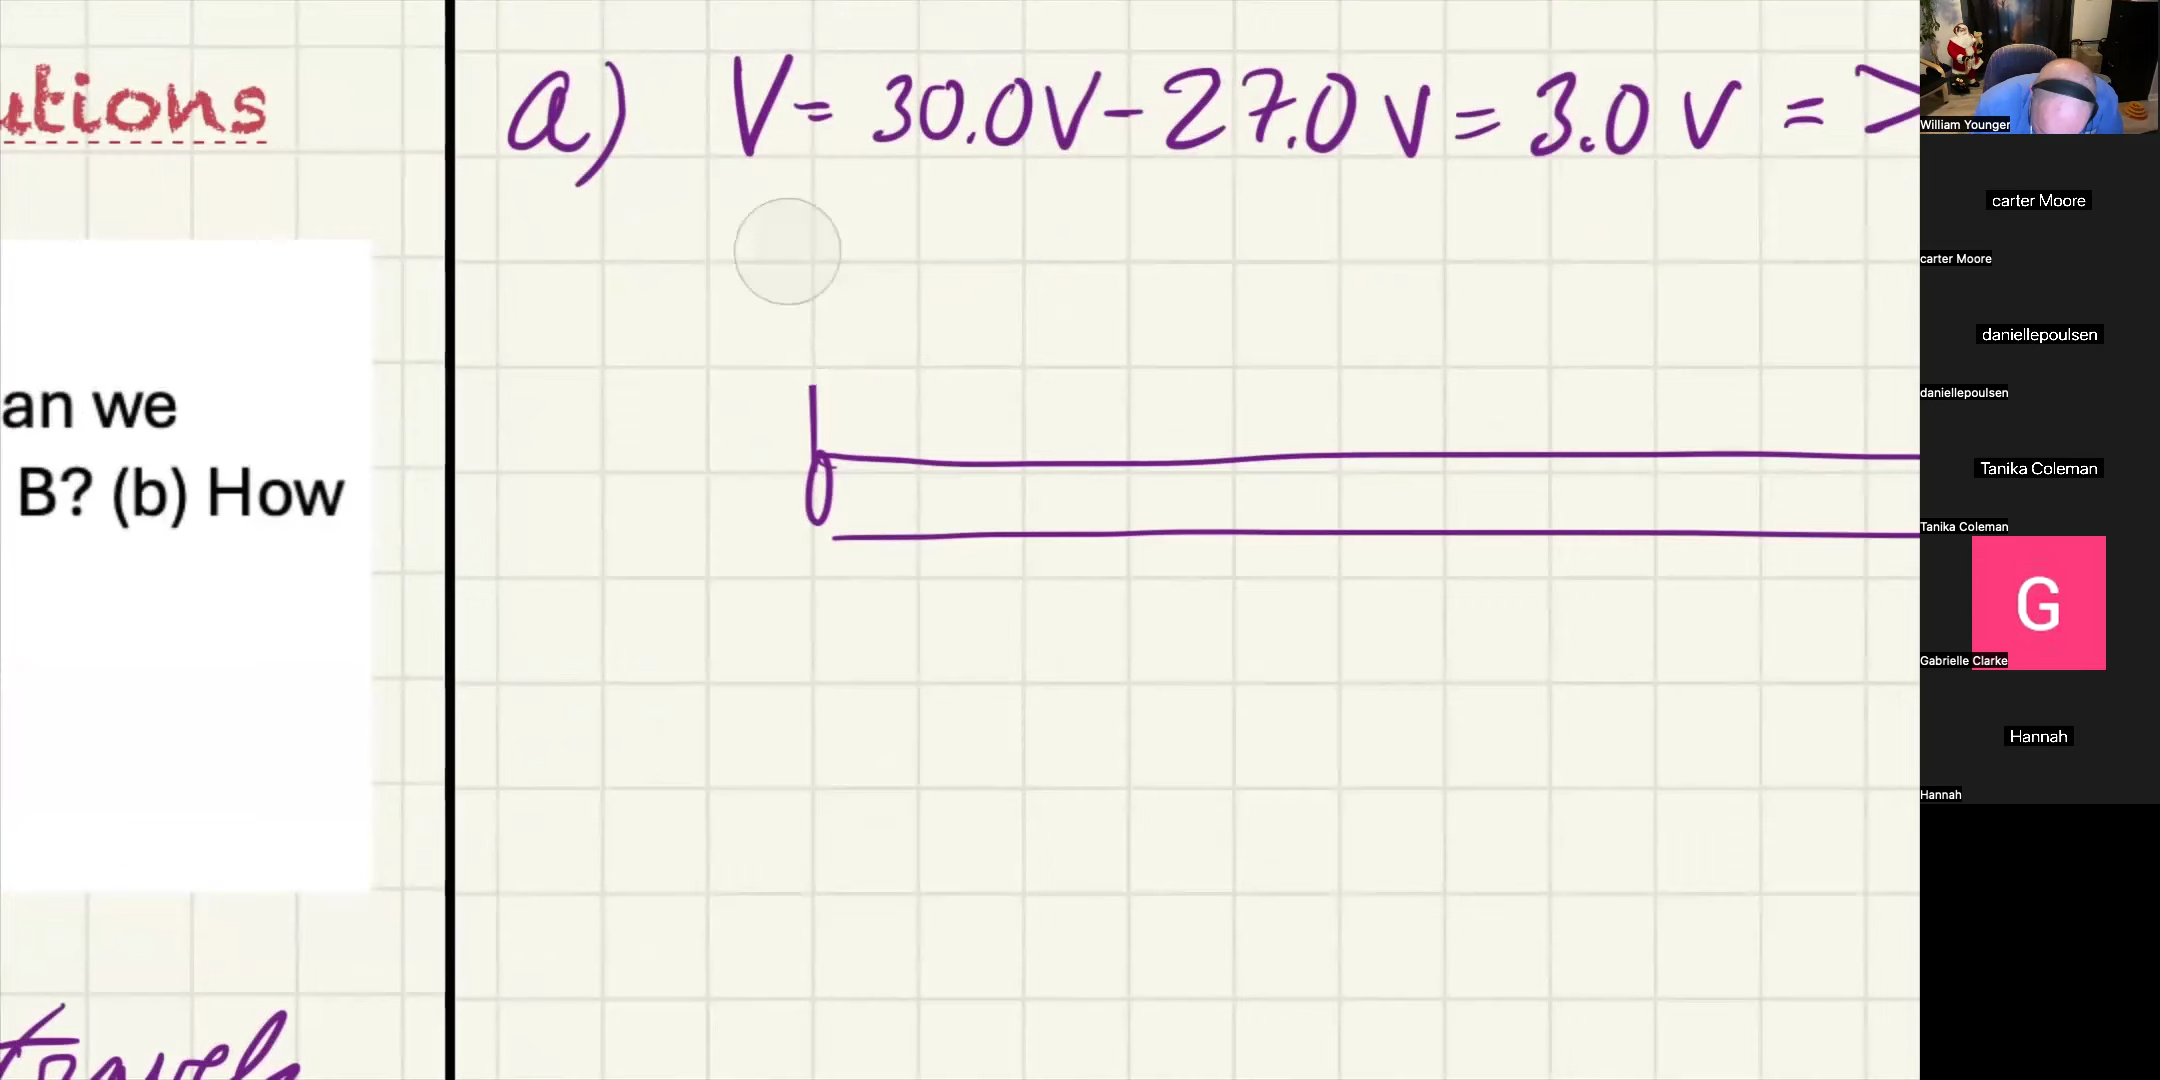 utions
a) V = 30.0V - 27.0 V = 3.0 V = >
an we
B? (b) How
travels
William Younger
carter Moore
carter Moore
daniellepoulsen
daniellepoulsen
Tanika Coleman
Tanika Coleman
G
Gabrielle Clarke
Hannah
Hannah